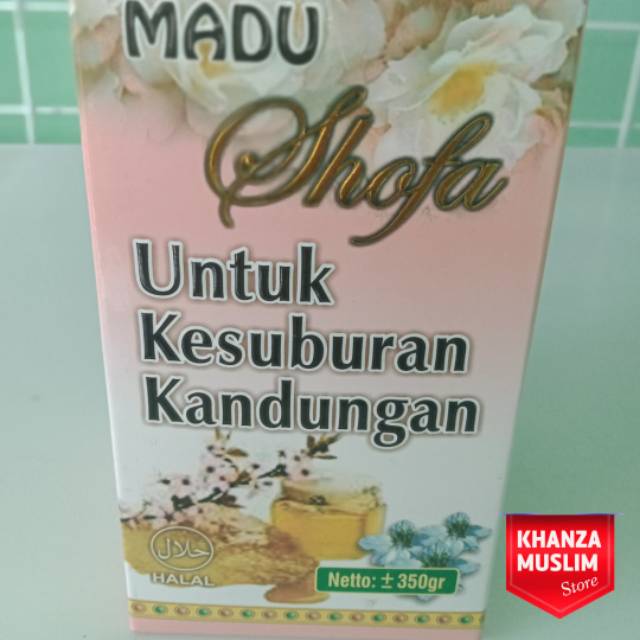 MADU
Shofa
Untuk
Kesuburan
Kandungan
حلال
HALAL
Netto: ± 350gr
KHANZA
MUSLIM
Store